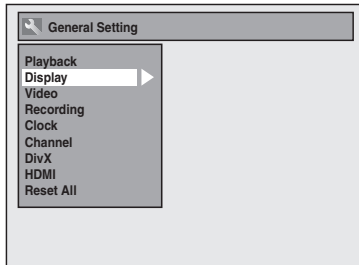 General Setting
Playback
Display
Video
Recording
Clock
Channel
DivX
HDMI
Reset All